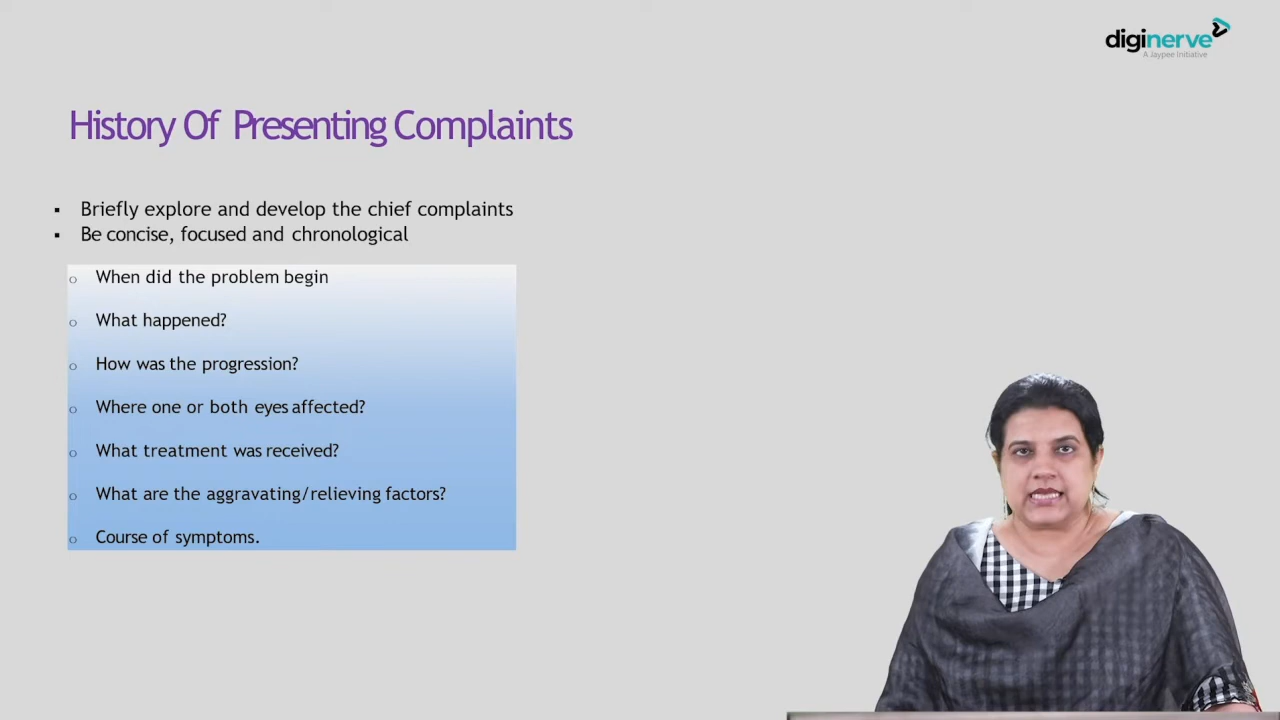 diginerve
A Jaypee Initiative
History Of Presenting Complaints
▪ Briefly explore and develop the chief complaints
▪ Be concise, focused and chronological
o When did the problem begin
o What happened?
o How was the progression?
o Where one or both eyes affected?
o What treatment was received?
o What are the aggravating/relieving factors?
o Course of symptoms.